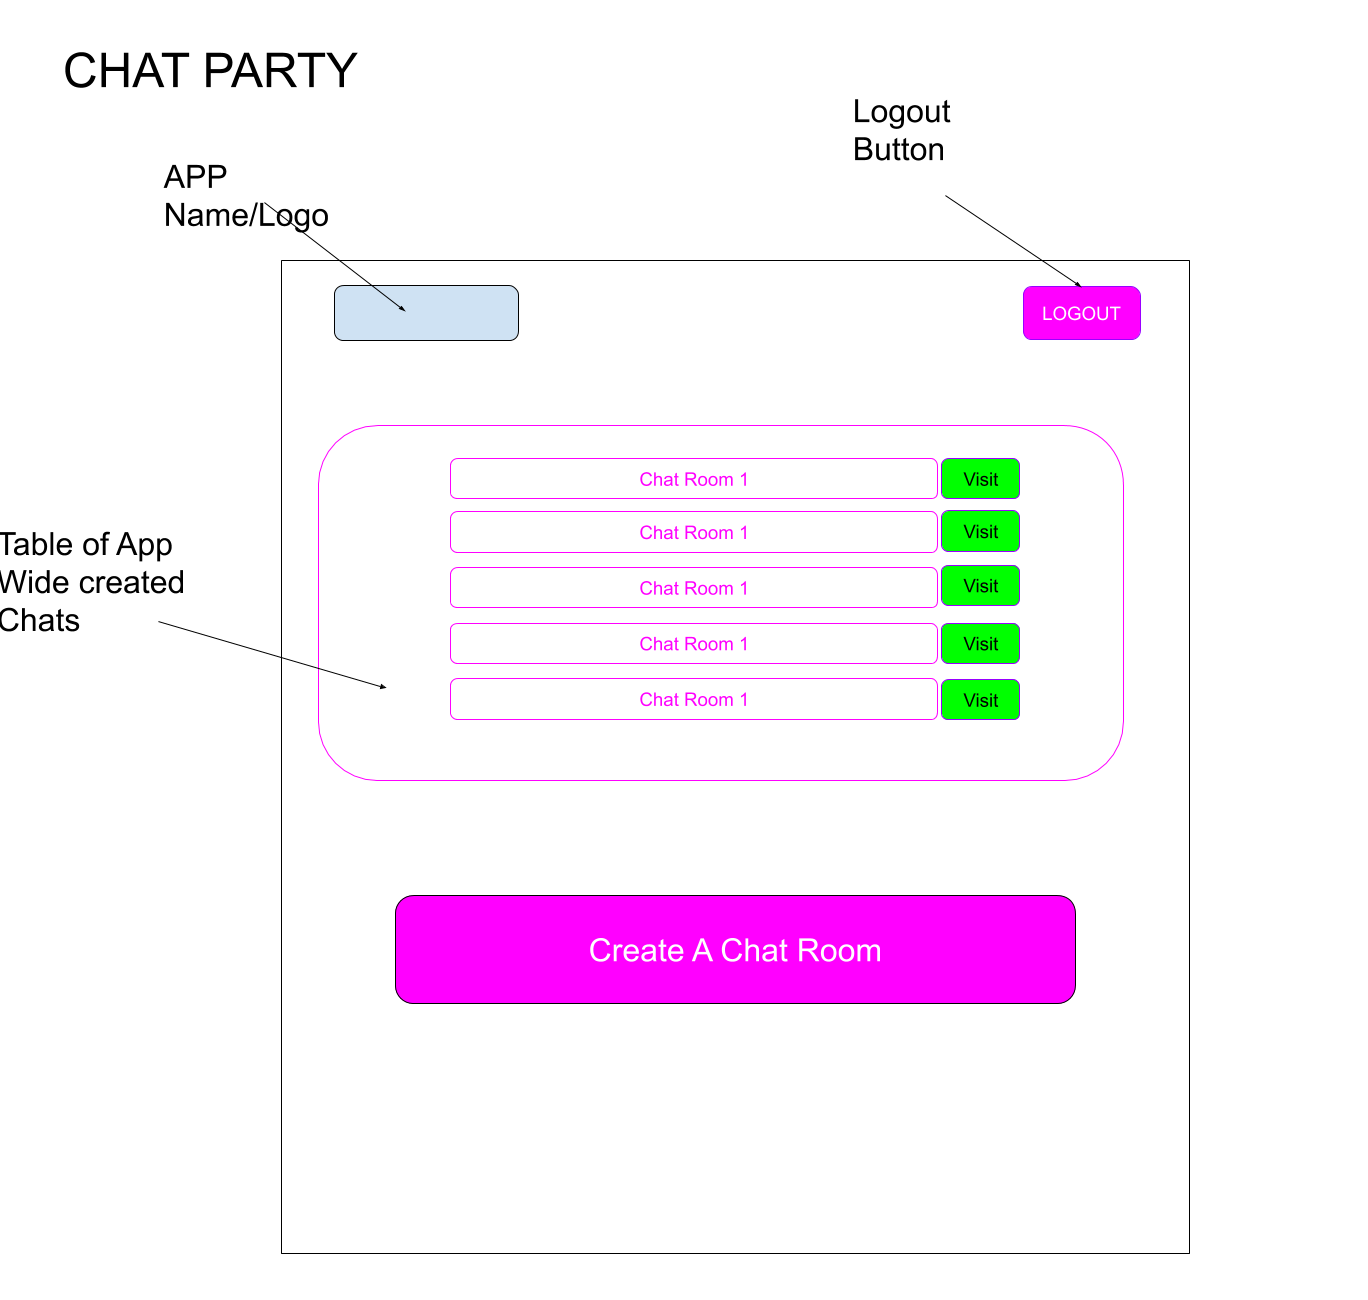 CHAT PARTY
Logout
Button
APP
Name/Logo
LOGOUT
Chat Room 1
Visit
Chat Room 1
Visit
Table of App
Wide created
Chats
Chat Room 1
Visit
Chat Room 1
Visit
Chat Room 1
Visit
Create A Chat Room